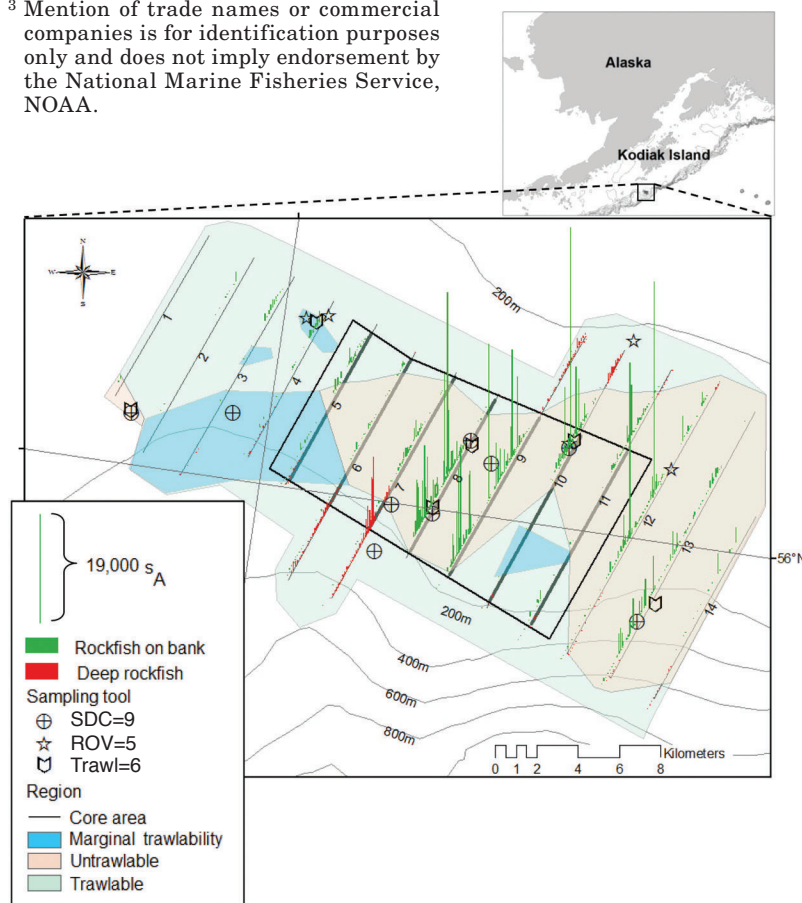 3 Mention of trade names or commercial
companies is for identification purposes
only and does not imply endorsement by
the National Marine Fisheries Service,
NOAA.
Alaska
Kodiak Island
N
W
E
S
200m
1
2
3
4
5
6
7
8
9
10
11
12
13
14
56°N
200m
400m
600m
800m
Kilometers
0 1 2 4 6 8
19,000 sA
Rockfish on bank
Deep rockfish
Sampling tool
SDC=9
ROV=5
Trawl=6
Region
Core area
Marginal trawlability
Untrawlable
Trawlable